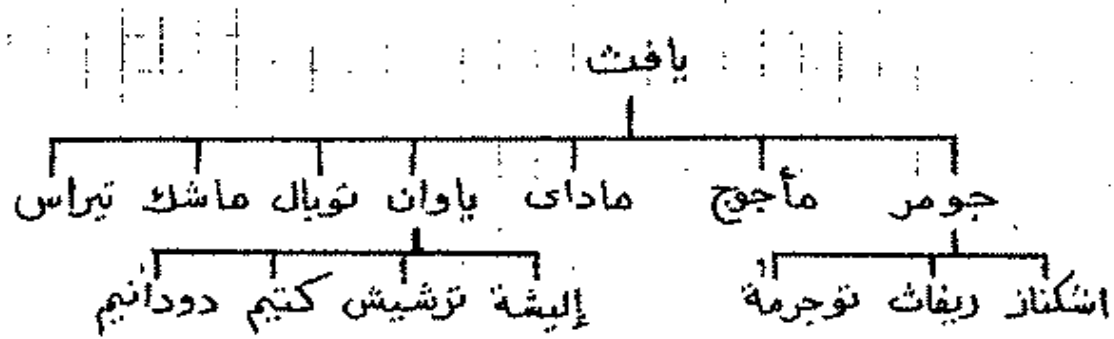 يافث
جومر مأجوج ماداى ياوان توبال ماشك تيراس
اشكناز ريفاث توجرمة إليشة ترشيش كتيم دودانيم